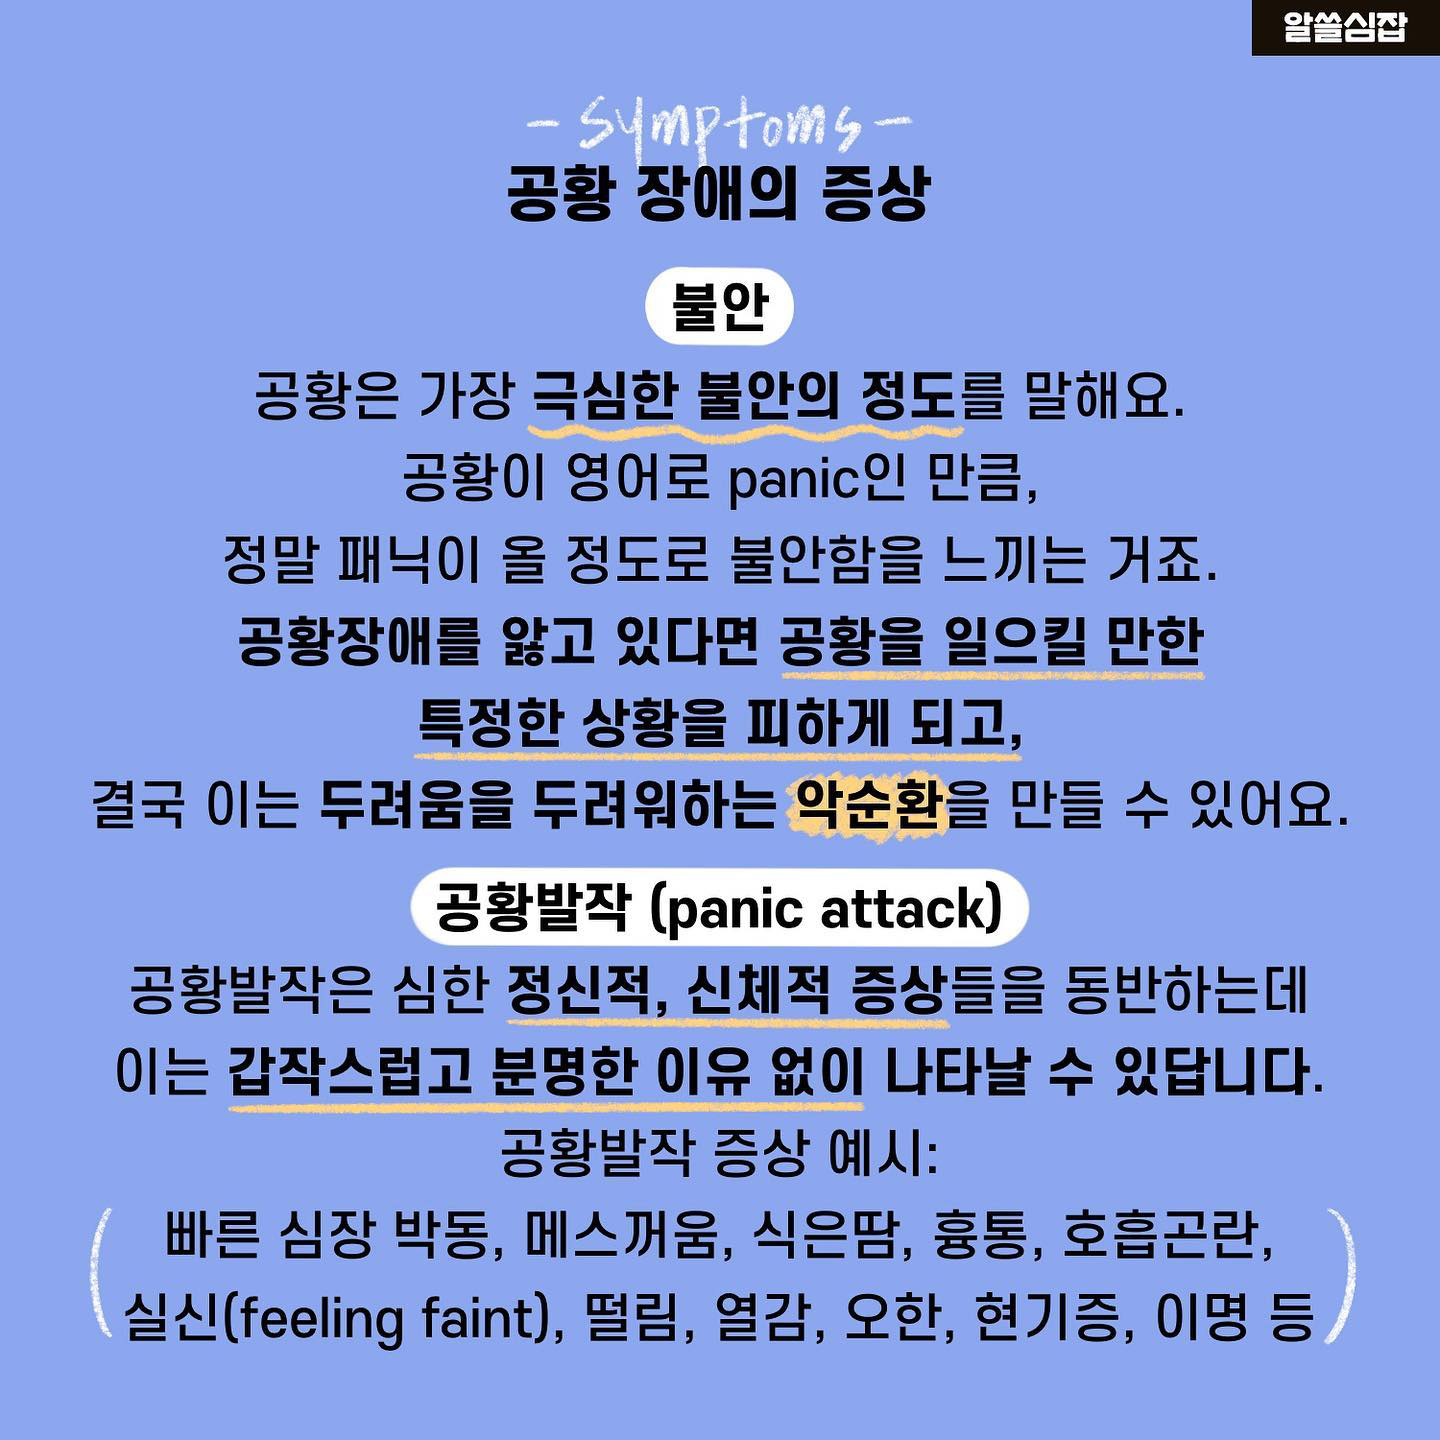 알쓸심잡
- Symptoms -
공황 장애의 증상
불안
공황은 가장 극심한 불안의 정도를 말해요.
공황이 영어로 panic인 만큼,
정말 패닉이 올 정도로 불안함을 느끼는 거죠.
공황장애를 앓고 있다면 공황을 일으킬 만한
특정한 상황을 피하게 되고,
결국 이는 두려움을 두려워하는 악순환을 만들 수 있어요.
공황발작 (panic attack)
공황발작은 심한 정신적, 신체적 증상들을 동반하는데
이는 갑작스럽고 분명한 이유 없이 나타날 수 있답니다.
공황발작 증상 예시:
(빠른 심장 박동, 메스꺼움, 식은땀, 흉통, 호흡곤란,
실신(feeling faint), 떨림, 열감, 오한, 현기증, 이명 등)